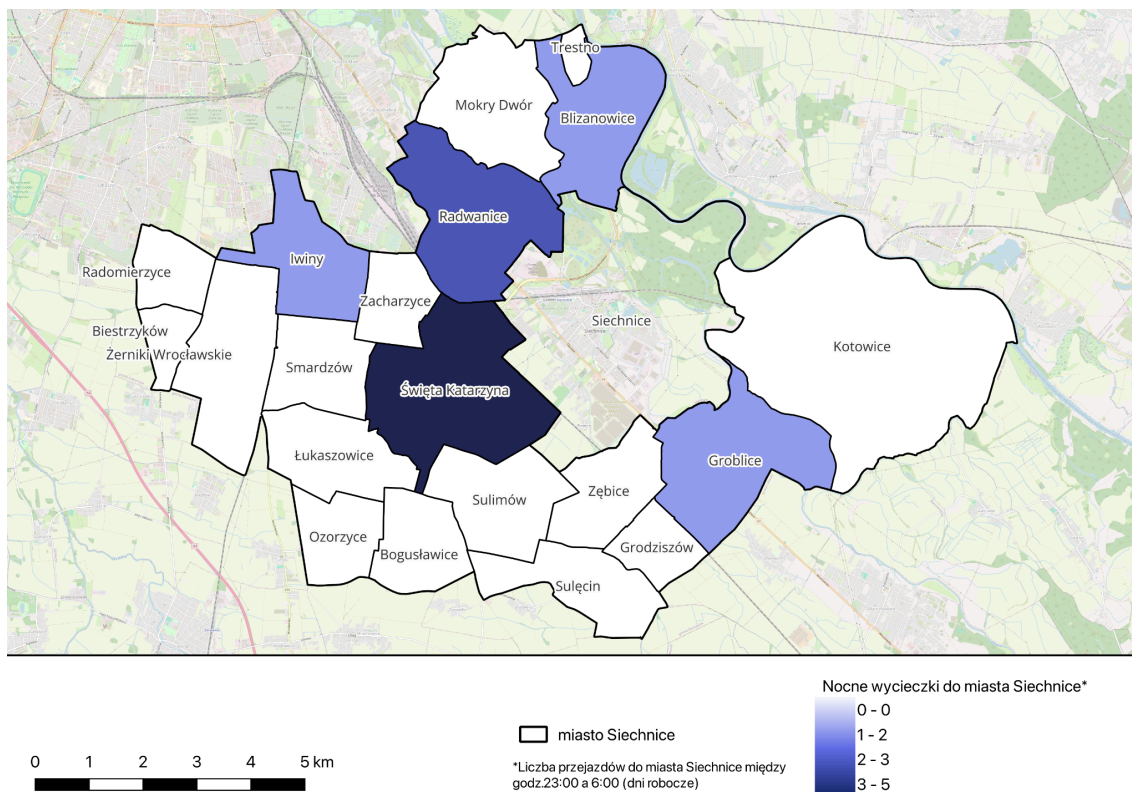 Trestno
Mokry Dwór
Blizanowice
Radwanice
Iwiny
Radomierzyce
Zacharzyce
Siechnice
Biestrzyków
Żerniki Wrocławskie
Kotowice
Smardzów
Święta Katarzyna
Łukaszowice
Groblice
Zębice
Sulimów
Ozorzyce
Bogusławice
Grodziszów
Sulęcin
Nocne wycieczki do miasta Siechnice*
0 - 0
1 - 2
2 - 3
3 - 5
miasto Siechnice
*Liczba przejazdów do miasta Siechnice między
godz.23:00 a 6:00 (dni robocze)
0 1 2 3 4 5 km